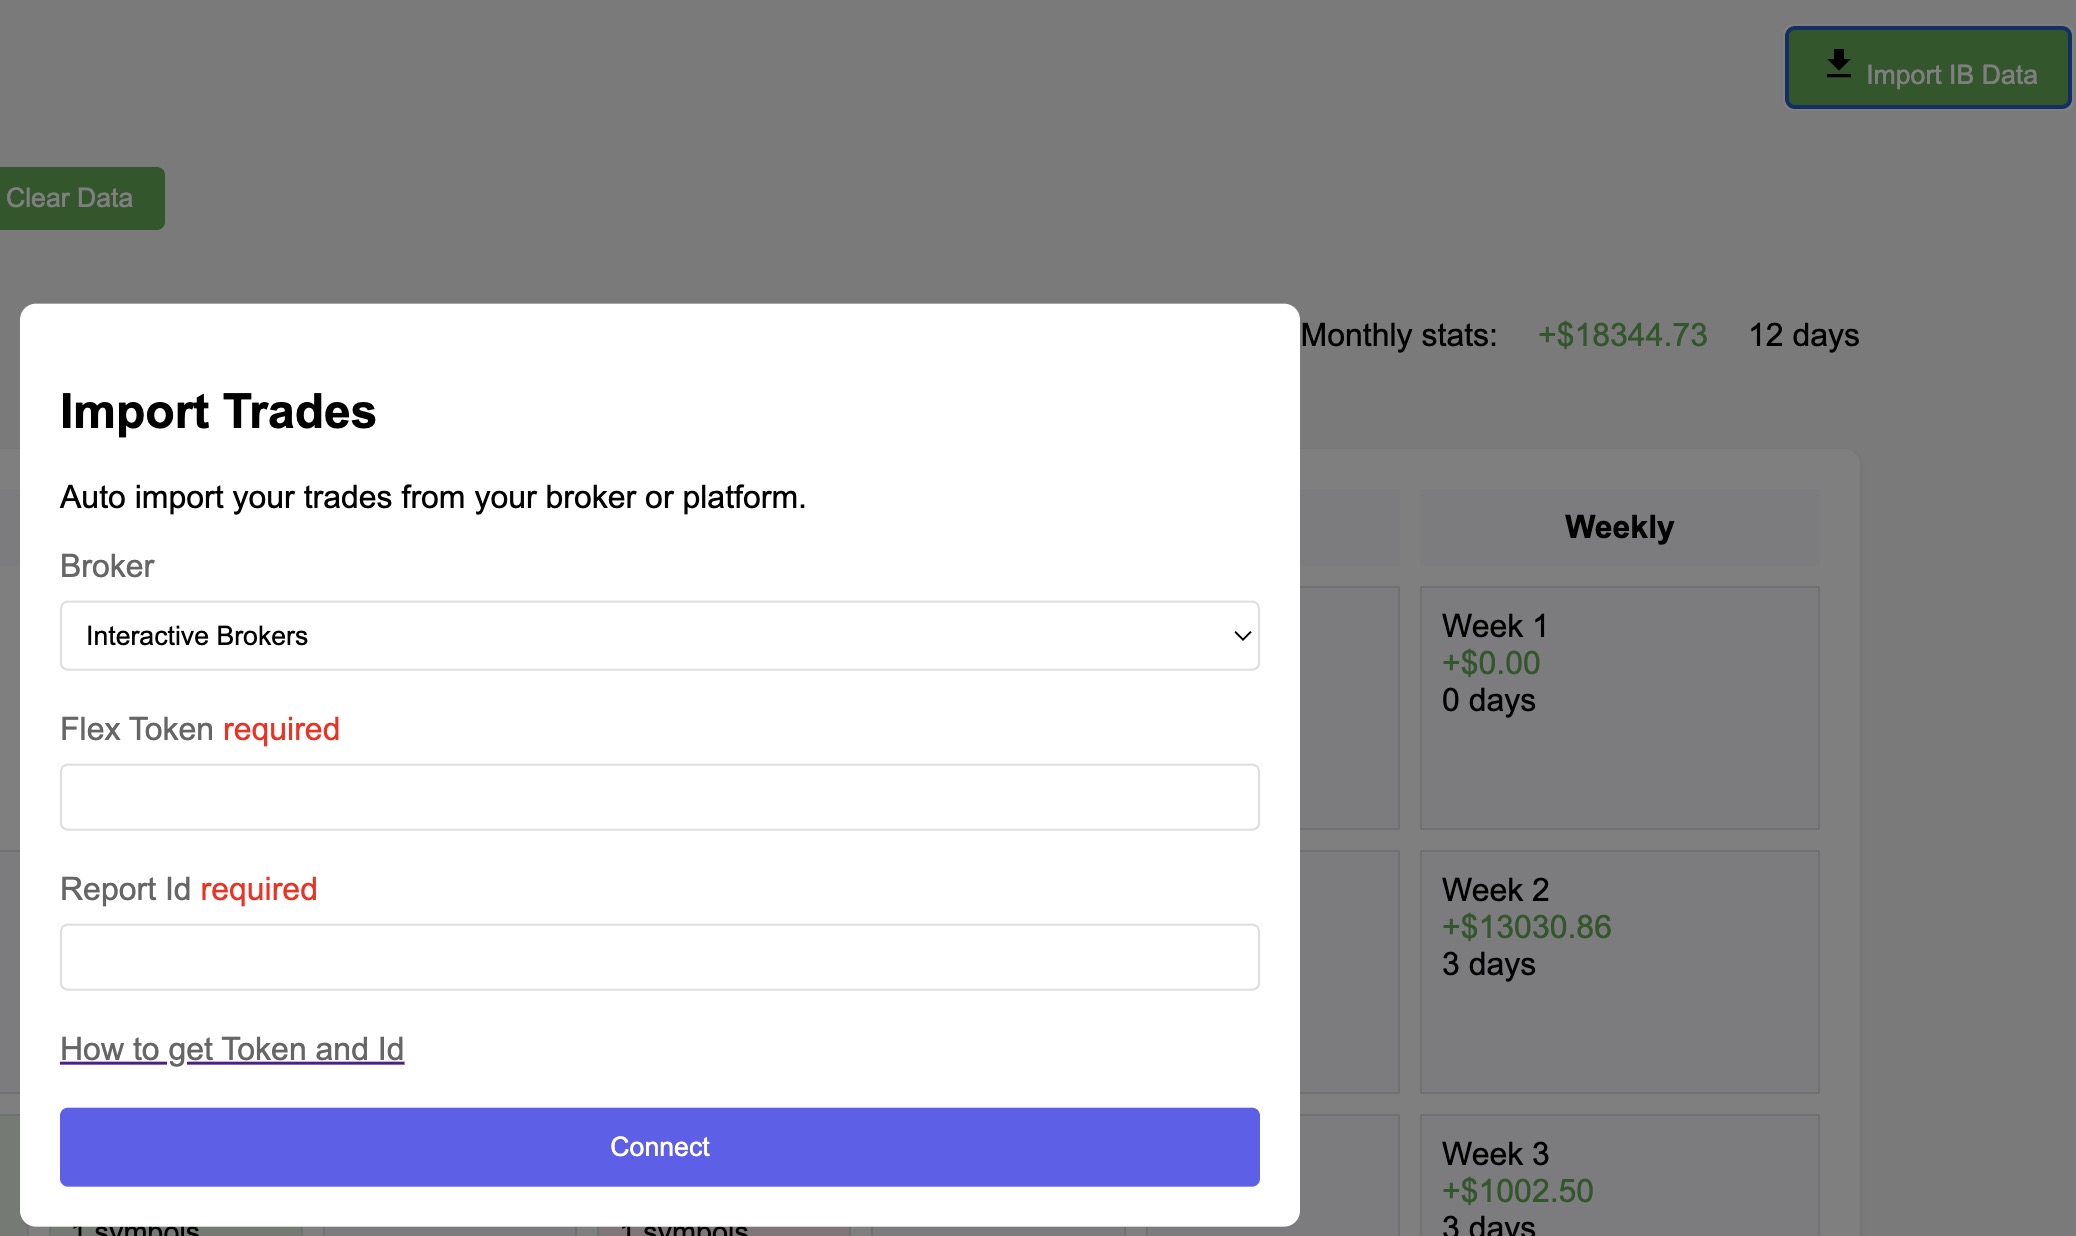 Import IB Data
Clear Data
Monthly stats: +$18344.73 12 days
Import Trades
Auto import your trades from your broker or platform.
Broker
Interactive Brokers
Flex Token required
Report Id required
How to get Token and Id
Connect
Weekly
Week 1
+$0.00
0 days
Week 2
+$13030.86
3 days
Week 3
+$1002.50
3 days
1 symbols
1 symbols